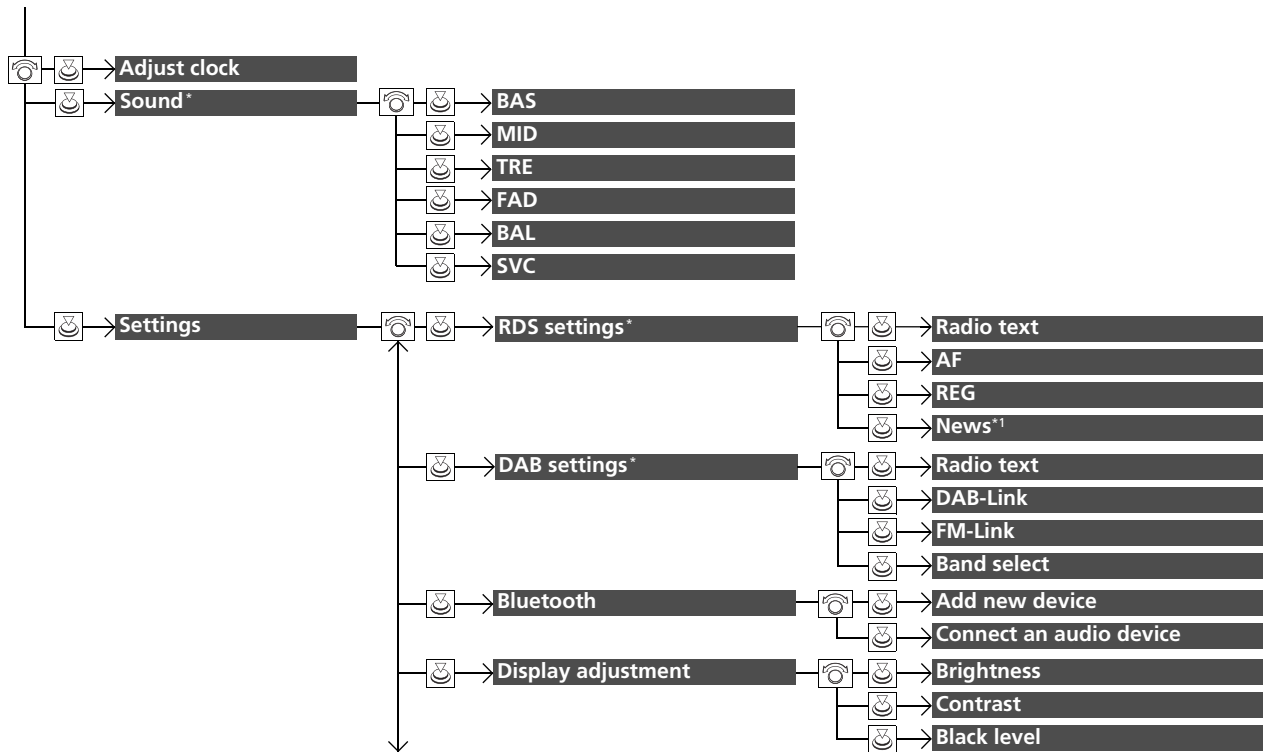 Adjust clock
Sound*
BAS
MID
TRE
FAD
BAL
SVC
Settings
RDS settings*
Radio text
AF
REG
News*1
DAB settings*
Radio text
DAB-Link
FM-Link
Band select
Bluetooth
Add new device
Connect an audio device
Display adjustment
Brightness
Contrast
Black level